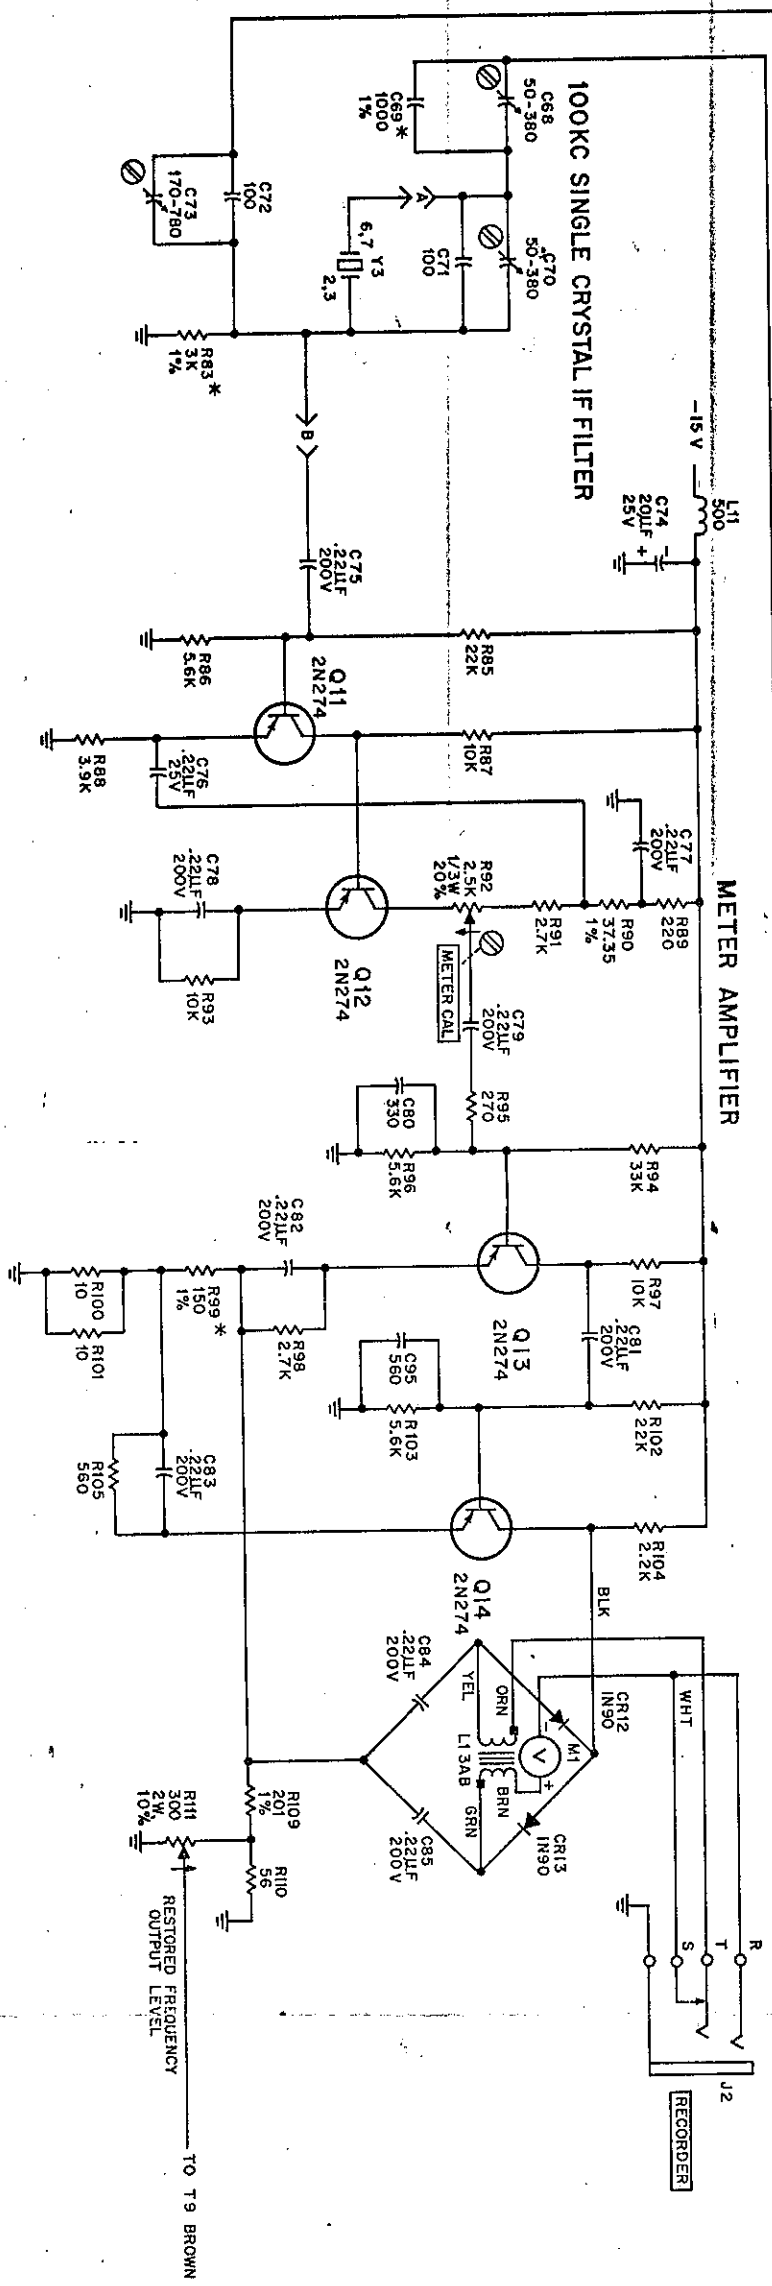 100KC SINGLE CRYSTAL IF FILTER
METER AMPLIFIER
C68
50-380
C69*
1000
1%
C70
50-380
C71
100
A
Y3
6,7
2,3
C72
100
C73
170-780
R83*
3K
1%
B
-15 V
L11
500
C74
20µF
25V
-
+
C75
.22µF
200V
R85
22K
R86
5.6K
Q11
2N274
R87
10K
R88
3.9K
C76
.22µF
25V
C77
.22µF
200V
R89
220
R90
37.35
1%
R91
2.7K
R92
2.5K
1/3W
20%
METER CAL
C78
.22µF
200V
R93
10K
Q12
2N274
C79
.22µF
200V
R95
270
C80
330
R96
5.6K
R94
33K
C82
.22µF
200V
R97
10K
Q13
2N274
C81
.22µF
200V
R98
2.7K
R99*
150
1%
R100
10
R101
10
C95
560
R103
5.6K
R102
22K
C83
.22µF
200V
R105
560
R104
2.2K
Q14
2N274
BLK
C84
.22µF
200V
YEL
ORN
L13AB
BRN
GRN
M1
V
-
+
CR12
1N90
CR13
1N90
C85
.22µF
200V
WHT
R109
201
1%
R110
56
R111
300
2W,
10%
RESTORED FREQUENCY
OUTPUT LEVEL
TO T9 BROWN
R
T
S
J2
RECORDER